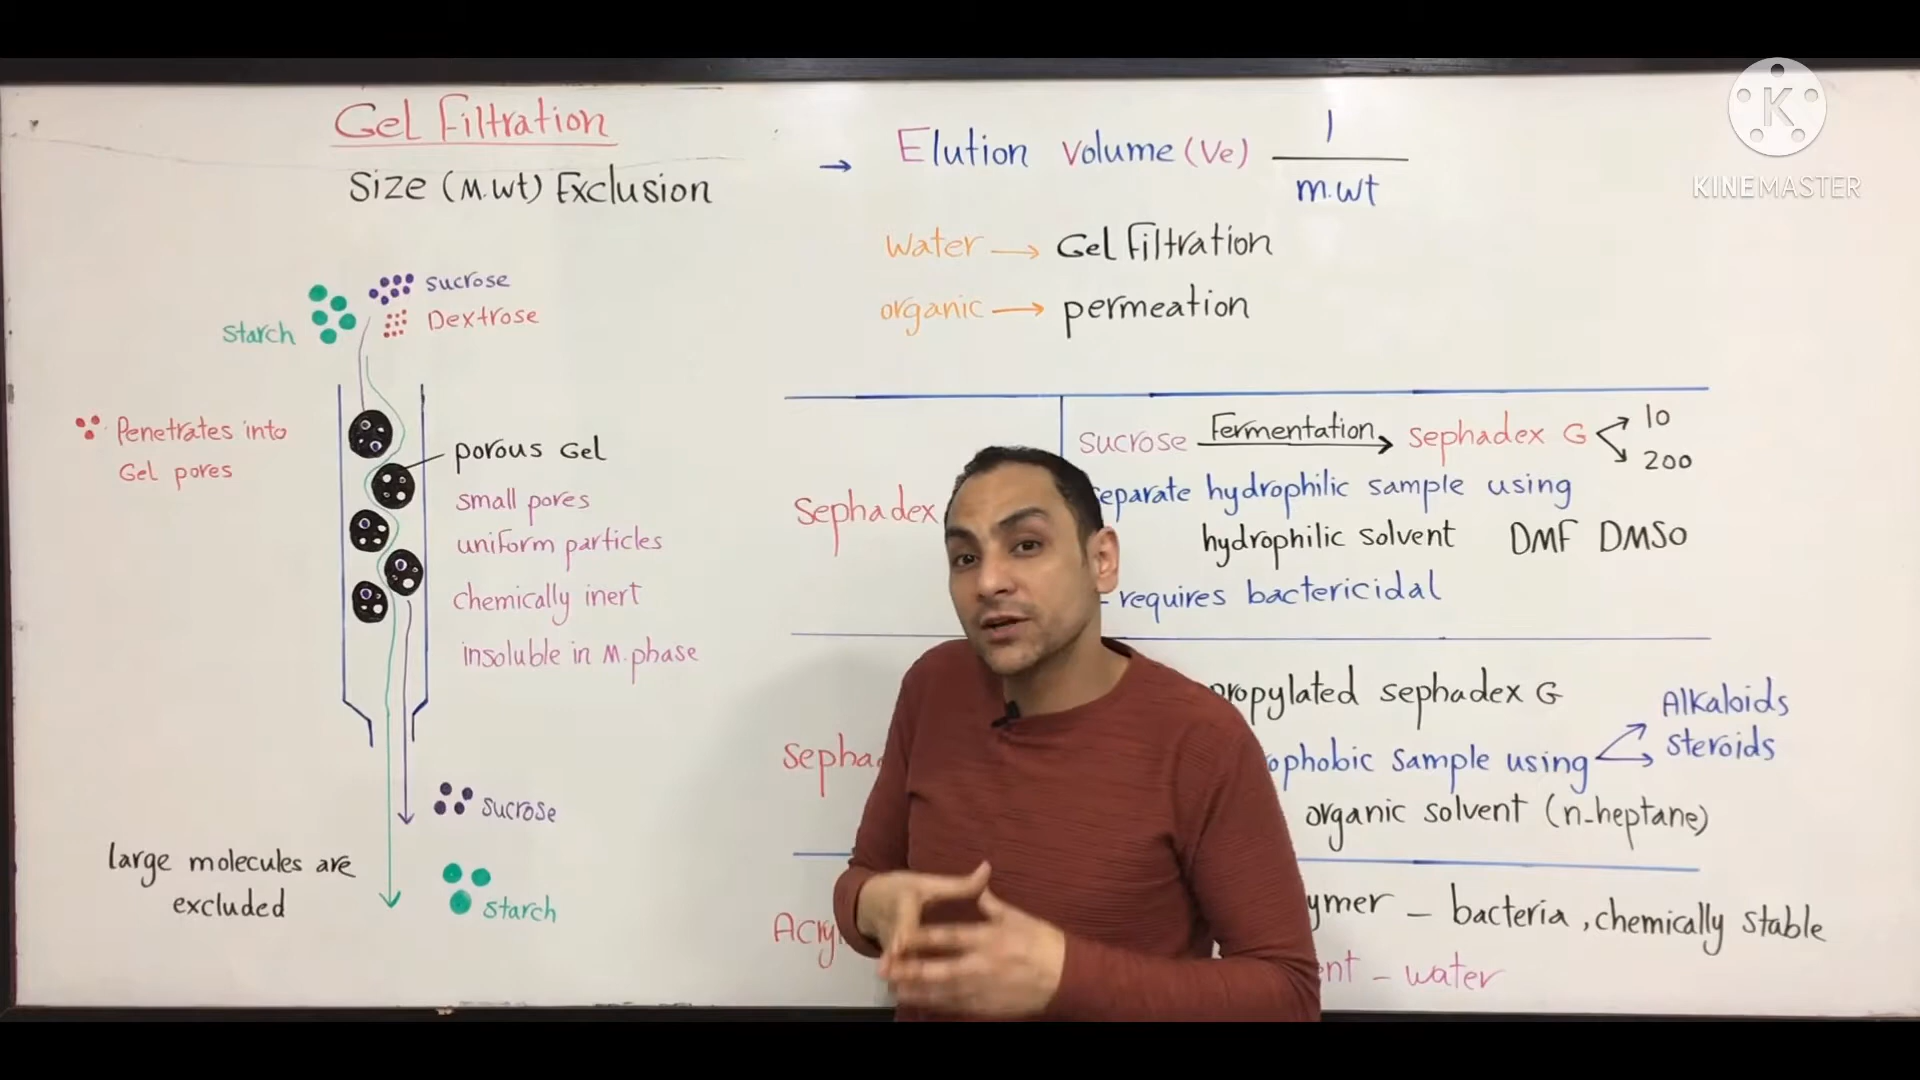 Gel Filtration
Size (M.wt) Exclusion
sucrose
Dextrose
starch
Penetrates into
Gel pores
porous Gel
small pores
uniform particles
chemically inert
insoluble in M.phase
sucrose
large molecules are
excluded
starch
→ Elution volume (Ve) 1
m.wt
water → Gel Filtration
organic → permeation
KINEMASTER
sucrose Fermentation → Sephadex G 10
200
Sephadex
separate hydrophilic sample using
hydrophilic solvent DMF DMSO
- requires bactericidal
propylated sephadex G
Alkaloids
steroids
sample using
organic solvent (n-heptane)
- bacteria, chemically stable
- water